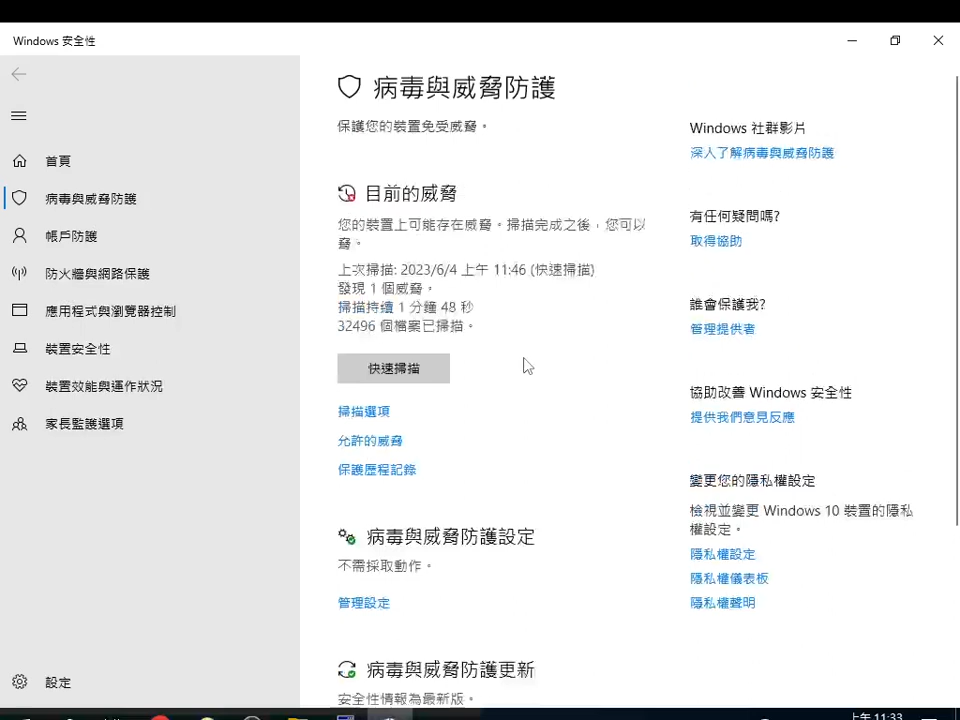 Windows 安全性
首頁
病毒與威脅防護
帳戶防護
防火牆與網路保護
應用程式與瀏覽器控制
裝置安全性
裝置效能與運作狀況
家長監護選項
設定
病毒與威脅防護
保護您的裝置免受威脅。
目前的威脅
您的裝置上可能存在威脅。掃描完成之後，您可以
脅。
上次掃描: 2023/6/4 上午 11:46 (快速掃描)
發現 1 個威脅。
掃描持續 1 分鐘 48 秒
32496 個檔案已掃描。
快速掃描
掃描選項
允許的威脅
保護歷程記錄
病毒與威脅防護設定
不需採取動作。
管理設定
病毒與威脅防護更新
安全性情報為最新版。
Windows 社群影片
深入了解病毒與威脅防護
有任何疑問嗎?
取得協助
誰會保護我?
管理提供者
協助改善 Windows 安全性
提供我們意見反應
變更您的隱私權設定
檢視並變更 Windows 10 裝置的隱私
權設定。
隱私權設定
隱私權儀表板
隱私權聲明
上午 11:33